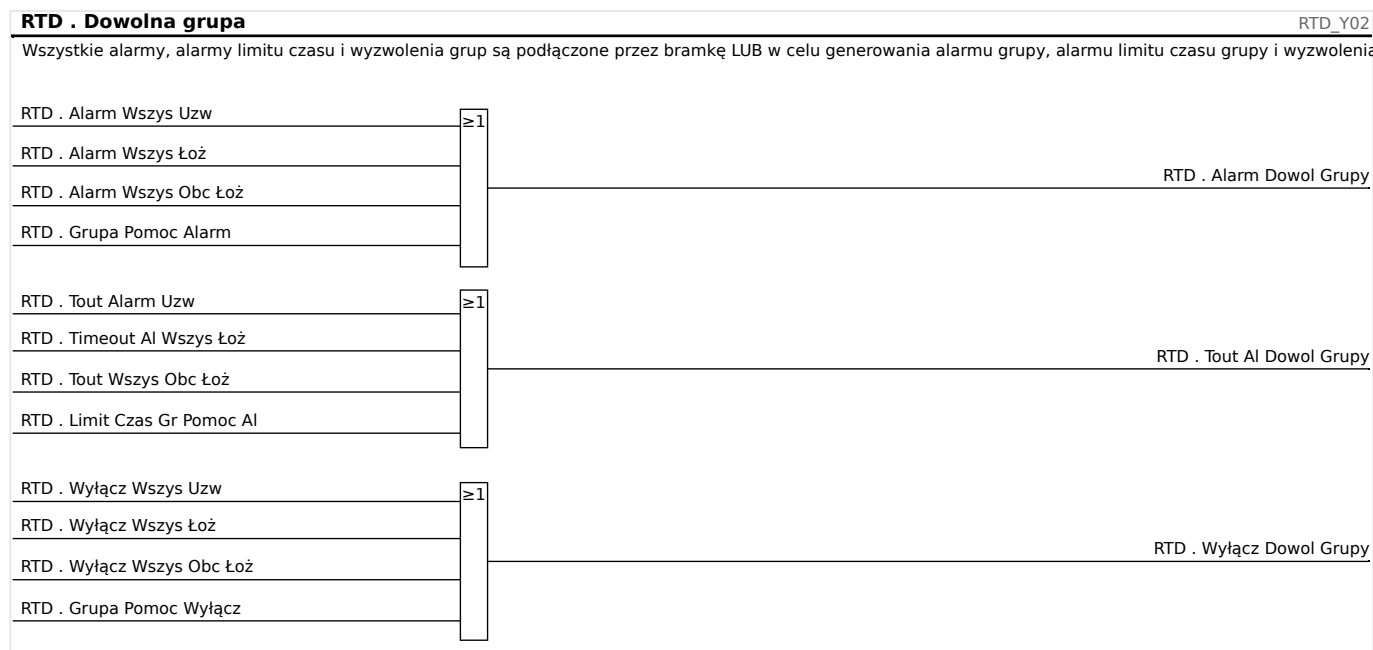 RTD . Dowolna grupa
RTD_Y02
Wszystkie alarmy, alarmy limitu czasu i wyzwolenia grup są podłączone przez bramkę LUB w celu generowania alarmu grupy, alarmu limitu czasu grupy i wyzwolenia
RTD . Alarm Wszys Uzw
≥1
RTD . Alarm Wszys Łoż
RTD . Alarm Dowol Grupy
RTD . Alarm Wszys Obc Łoż
RTD . Grupa Pomoc Alarm
RTD . Tout Alarm Uzw
≥1
RTD . Timeout Al Wszys Łoż
RTD . Tout Al Dowol Grupy
RTD . Tout Wszys Obc Łoż
RTD . Limit Czas Gr Pomoc Al
RTD . Wyłącz Wszys Uzw
≥1
RTD . Wyłącz Wszys Łoż
RTD . Wyłącz Dowol Grupy
RTD . Wyłącz Wszys Obc Łoż
RTD . Grupa Pomoc Wyłącz